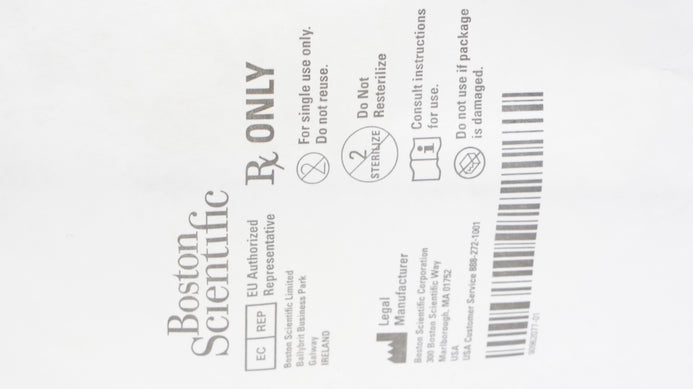 Boston
Scientific
Rx ONLY
EC REP
EU Authorized
Representative
Boston Scientific Limited
Ballybrit Business Park
Galway
IRELAND
For single use only.
Do not reuse.
2
STERILIZE
Do Not
Resterilize
Legal
Manufacturer
Boston Scientific Corporation
300 Boston Scientific Way
Marlborough, MA 01752
USA
USA Customer Service 888-272-1001
Consult instructions
for use.
Do not use if package
is damaged.